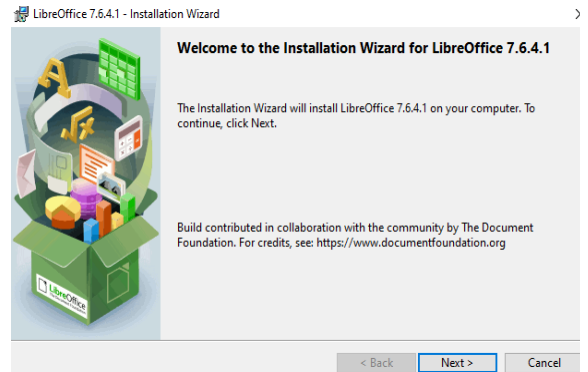 LibreOffice 7.6.4.1 - Installation Wizard
Welcome to the Installation Wizard for LibreOffice 7.6.4.1
The Installation Wizard will install LibreOffice 7.6.4.1 on your computer. To
continue, click Next.
Build contributed in collaboration with the community by The Document
Foundation. For credits, see: https://www.documentfoundation.org
LibreOffice
< Back
Next >
Cancel